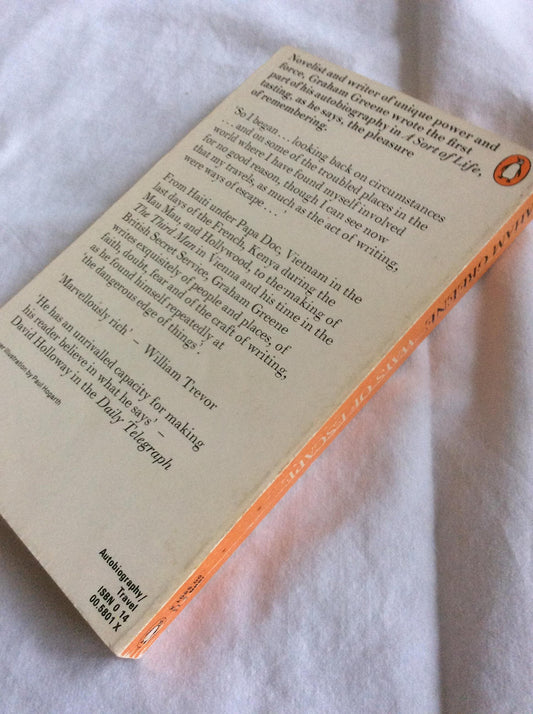 Novelist and writer of unique power and
force, Graham Greene wrote the first
part of his autobiography in A Sort of Life,
tasting, as he says, the pleasure
of remembering.
'So I began . . . looking back on circumstances
. . . and on some of the troubled places in the
world where I have found myself involved
for no good reason, though I can see now
that my travels, as much as the act of writing,
were ways of escape. . . .'
From Haiti under Papa Doc, Vietnam in the
last days of the French, Kenya during the
Mau Mau, and Hollywood, to the making of
The Third Man in Vienna and his time in the
British Secret Service, Graham Greene
writes exquisitely of people and places, of
faith, doubt, fear and of the craft of writing,
as he found himself repeatedly at
'the dangerous edge of things'.
'Marvellously rich' – William Trevor
'He has an unrivalled capacity for making
his reader believe in what he says' –
David Holloway in the Daily Telegraph
illustration by Paul Hogarth
Autobiography/
Travel
ISBN 0 14
00.5801 X
GREENE WAYS OF ESCAPE